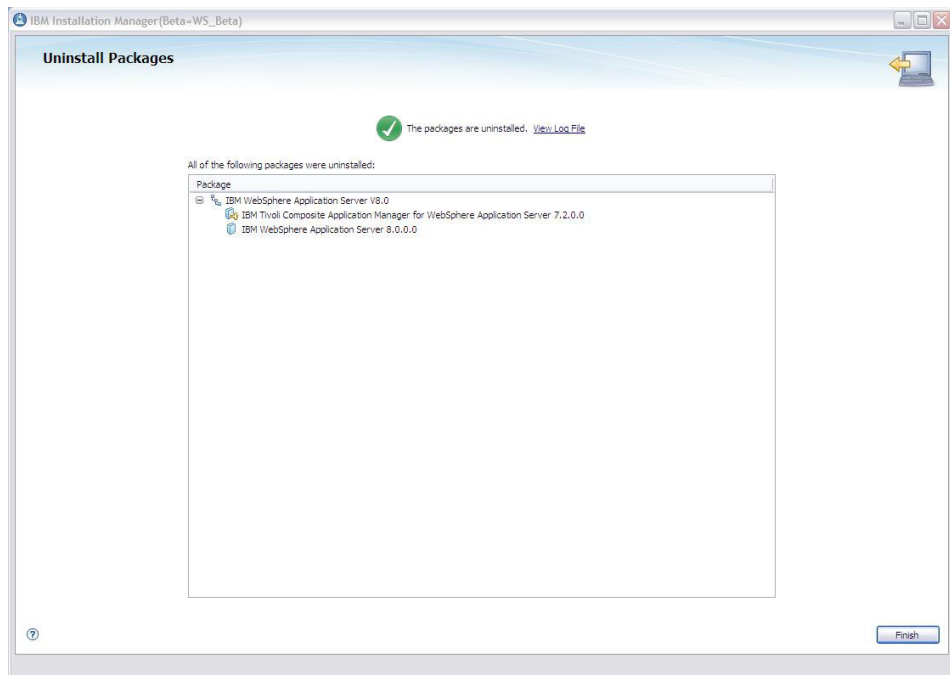 IBM Installation Manager(Beta=WS_Beta)
Uninstall Packages
The packages are uninstalled. View Log File
All of the following packages were uninstalled:
Package
IBM WebSphere Application Server V8.0
IBM Tivoli Composite Application Manager for WebSphere Application Server 7.2.0.0
IBM WebSphere Application Server 8.0.0.0
?
Finish